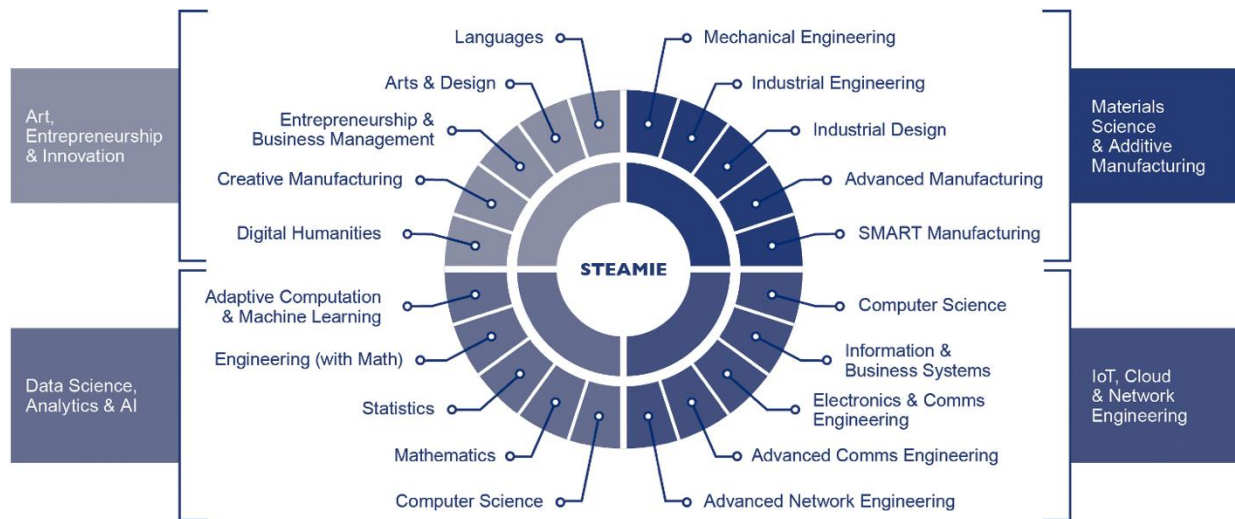 Art,
Entrepreneurship
& Innovation
Languages
Arts & Design
Entrepreneurship &
Business Management
Creative Manufacturing
Digital Humanities
Mechanical Engineering
Industrial Engineering
Industrial Design
Advanced Manufacturing
SMART Manufacturing
Materials
Science
& Additive
Manufacturing
STEAMIE
Data Science,
Analytics & AI
Adaptive Computation
& Machine Learning
Engineering (with Math)
Statistics
Mathematics
Computer Science
Computer Science
Information &
Business Systems
Electronics & Comms
Engineering
Advanced Comms Engineering
Advanced Network Engineering
IoT, Cloud
& Network
Engineering